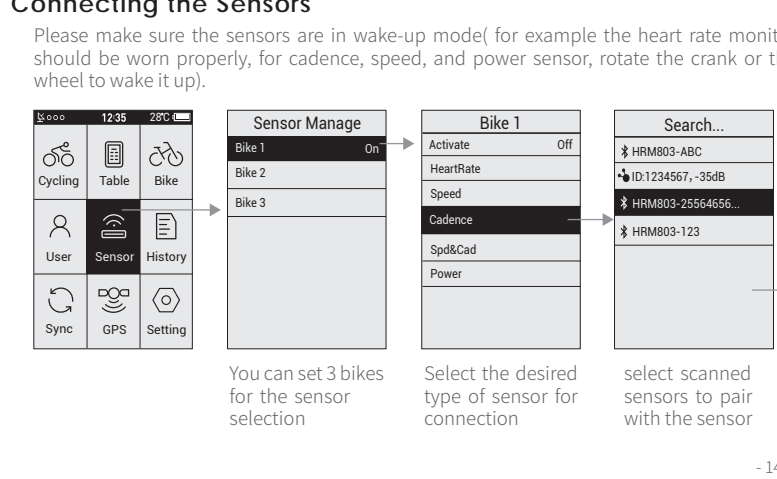 Connecting the Sensors
Please make sure the sensors are in wake-up mode( for example the heart rate
should be worn properly, for cadence, speed, and power sensor, rotate the crank or
wheel to wake it up).
12:35 28°C
Cycling Table Bike
User Sensor History
Sync GPS Setting
Sensor Manage
Bike 1 On
Bike 2
Bike 3
You can set 3 bikes
for the sensor
selection
Bike 1
Activate Off
HeartRate
Speed
Cadence
Spd&Cad
Power
Select the desired
type of sensor for
connection
Search...
HRM803-ABC
ID:1234567, -35dB
HRM803-25564656...
HRM803-123
select scanned
sensors to pair
with the sensor
- 14